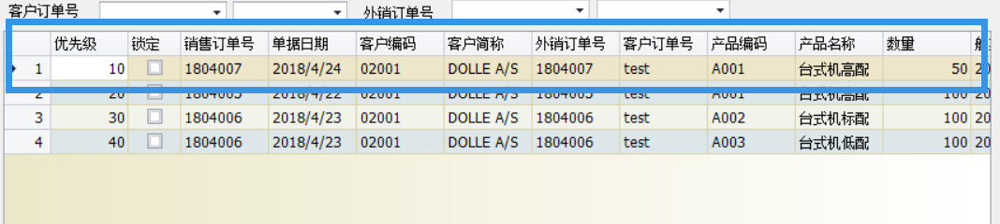 客户订单号 外销订单号
优先级 锁定 销售订单号 单据日期 客户编码 客户简称 外销订单号 客户订单号 产品编码 产品名称 数量
1 10 1804007 2018/4/24 02001 DOLLE A/S 1804007 test A001 台式机高配 50 20
2 20 1804005 2018/4/22 02001 DOLLE A/S 1804005 test A001 台式机高配 100 20
3 30 1804006 2018/4/23 02001 DOLLE A/S 1804006 test A002 台式机标配 100 20
4 40 1804006 2018/4/23 02001 DOLLE A/S 1804006 test A003 台式机低配 100 20